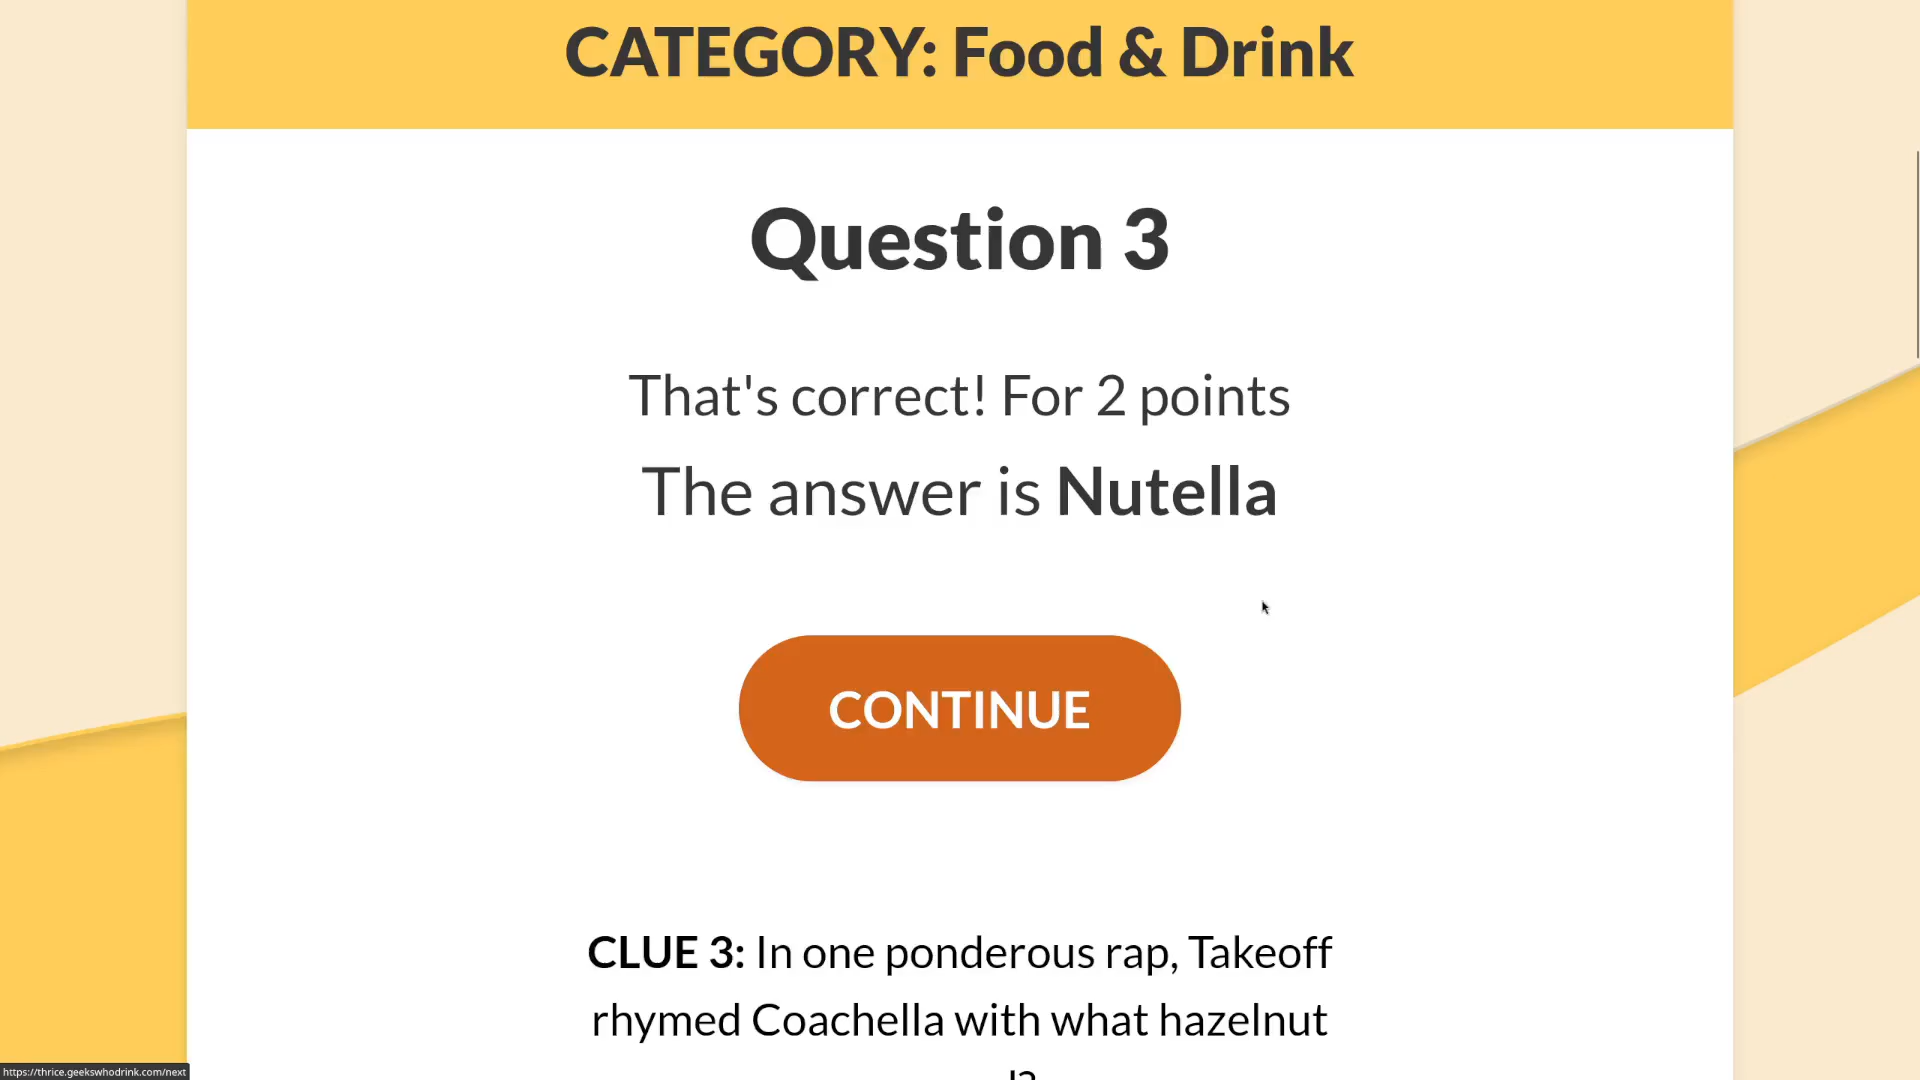 CATEGORY: Food & Drink
Question 3
That's correct! For 2 points
The answer is Nutella
CONTINUE
CLUE 3: In one ponderous rap, Takeoff
rhymed Coachella with what hazelnut
https://thrice.geekswhodrink.com/next